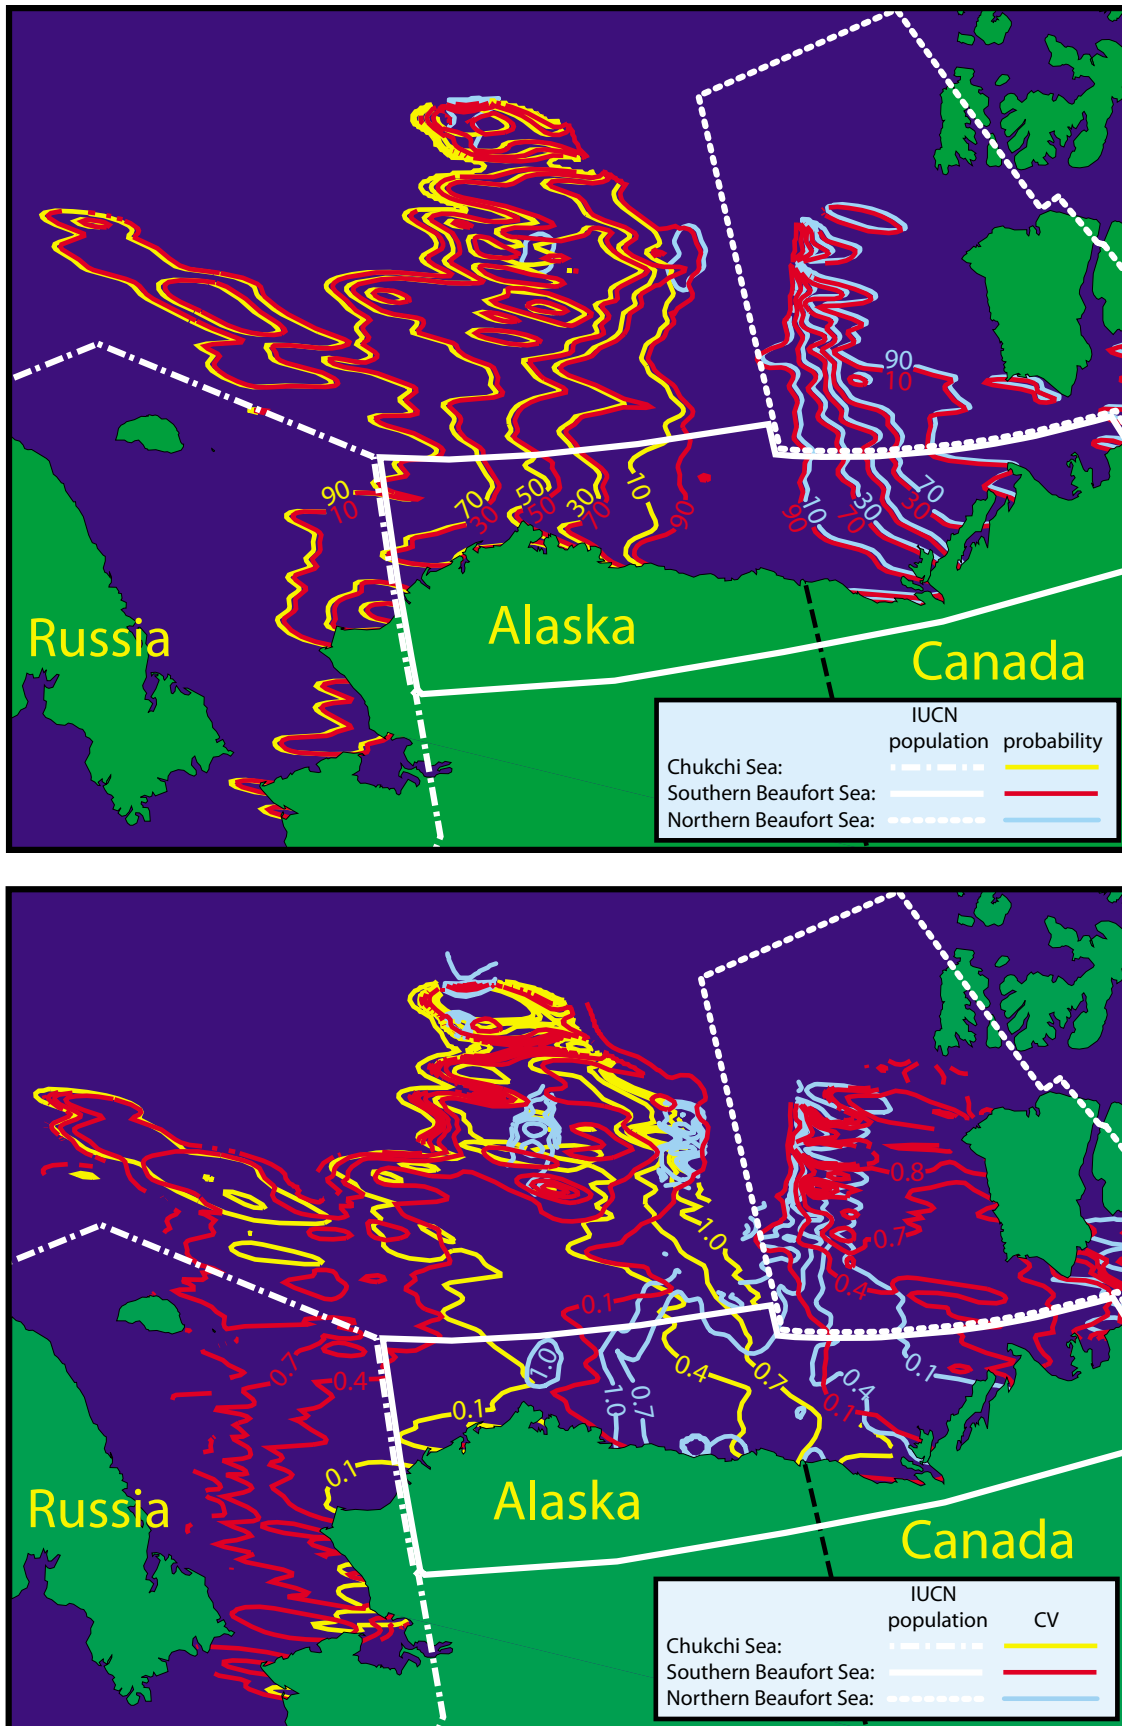 90
10
90
10
70
30
50
50
30
70
10
90
10
90
30
70
70
30
Russia
Alaska
Canada
IUCN
population probability
Chukchi Sea:
Southern Beaufort Sea:
Northern Beaufort Sea:
0.8
0.7
1.0
0.4
0.1
0.7
0.4
1.0
0.4
0.7
0.1
0.4
0.1
0.1
1.0
0.7
0.1
Russia
Alaska
Canada
IUCN
population CV
Chukchi Sea:
Southern Beaufort Sea:
Northern Beaufort Sea: